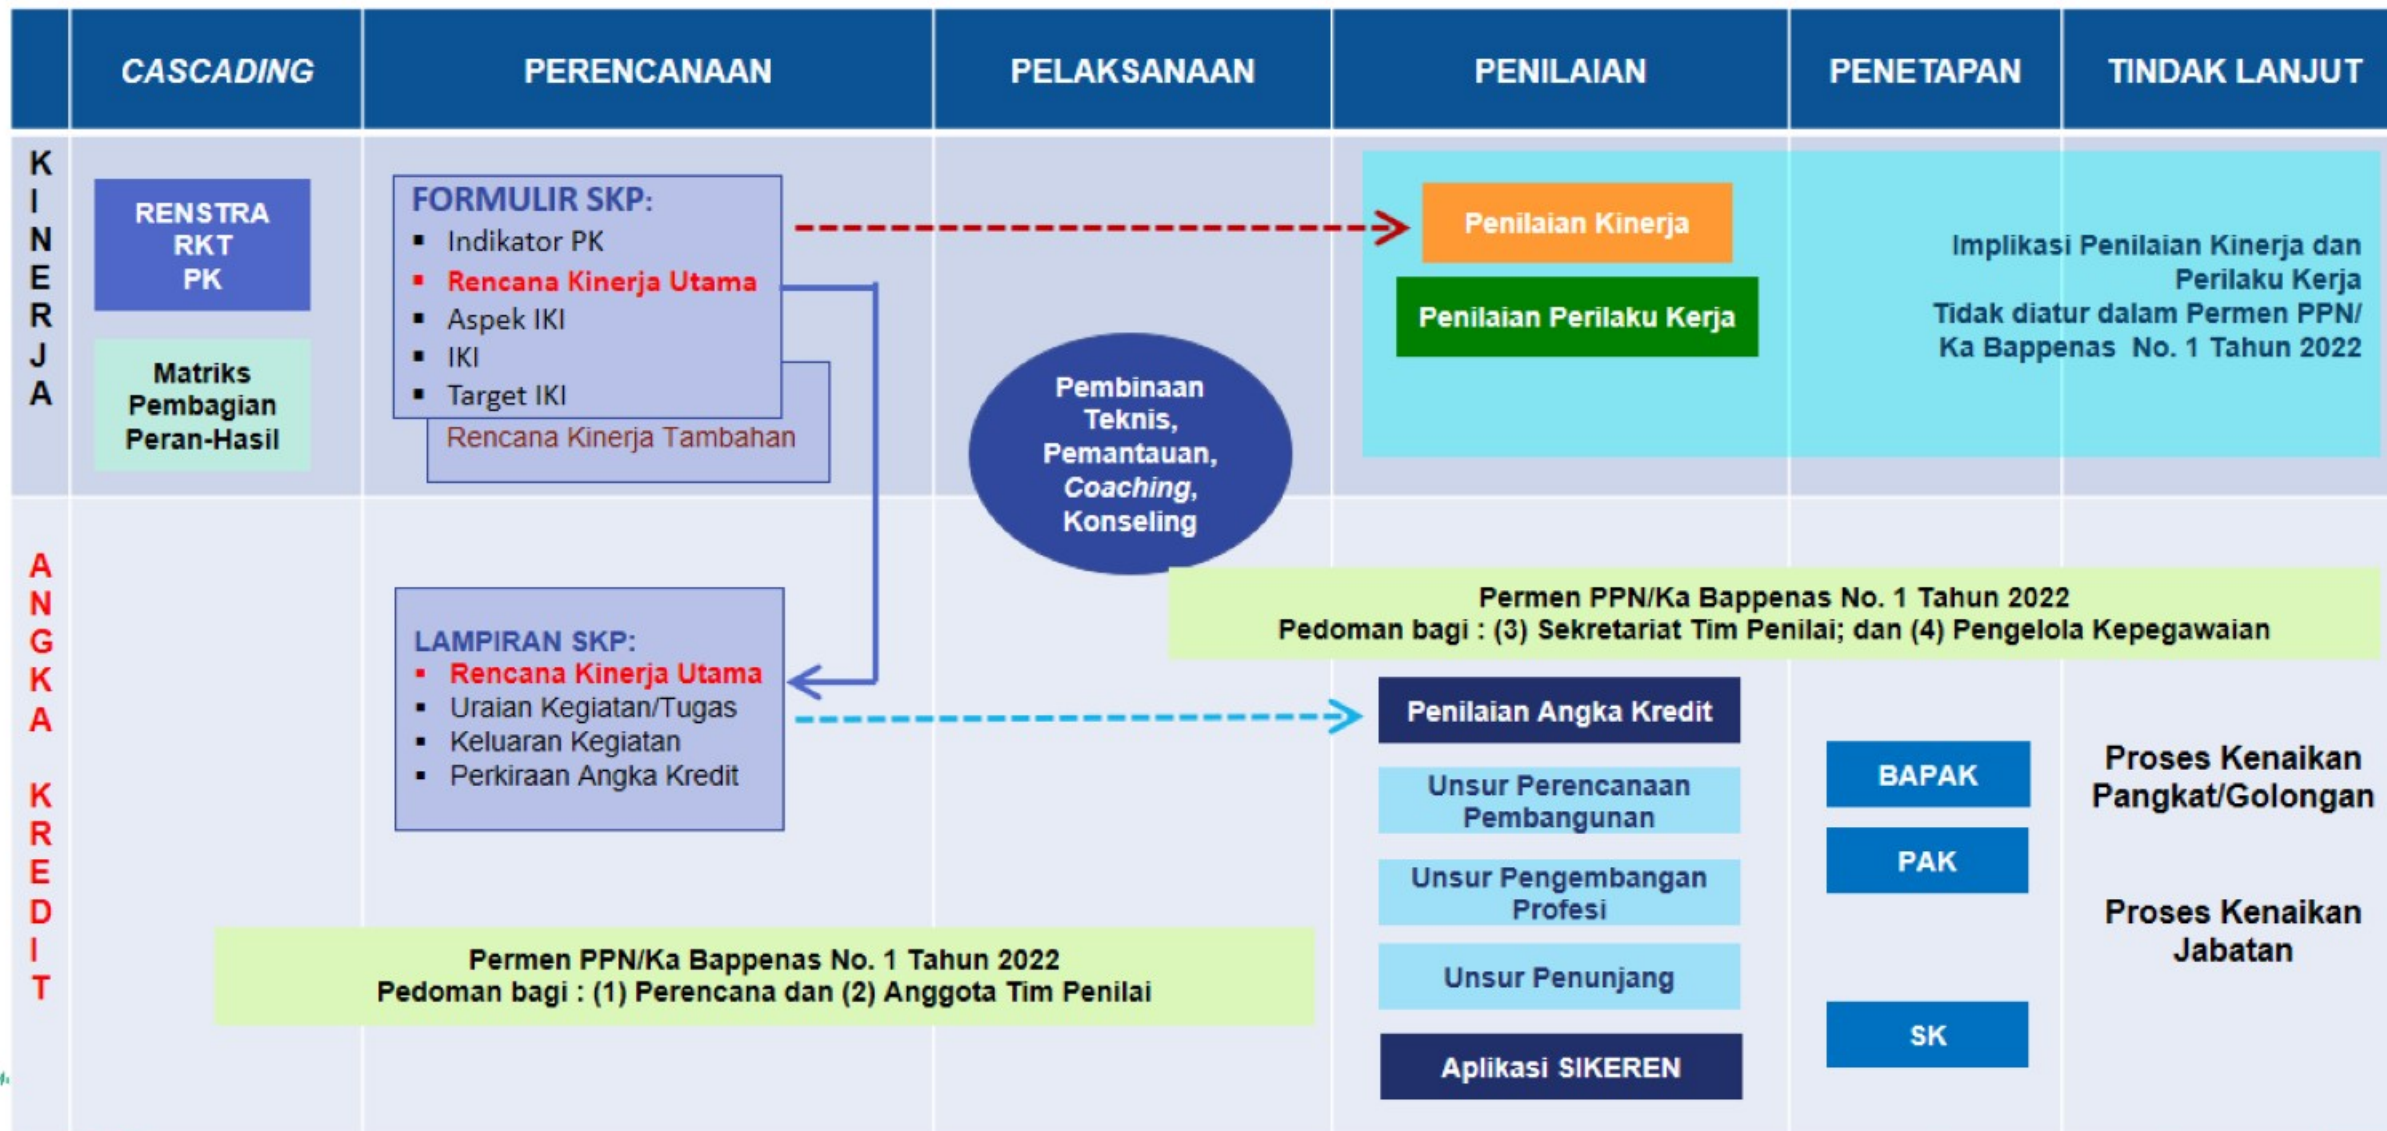 CASCADING
PERENCANAAN
PELAKSANAAN
PENILAIAN
PENETAPAN
TINDAK LANJUT
KINERJA
RENSTRA
RKT
PK
Matriks
Pembagian
Peran-Hasil
FORMULIR SKP:
▪ Indikator PK
▪ Rencana Kinerja Utama
▪ Aspek IKI
▪ IKI
▪ Target IKI
Rencana Kinerja Tambahan
Pembinaan
Teknis,
Pemantauan,
Coaching,
Konseling
Penilaian Kinerja
Penilaian Perilaku Kerja
Implikasi Penilaian Kinerja dan
Perilaku Kerja
Tidak diatur dalam Permen PPN/
Ka Bappenas No. 1 Tahun 2022
ANGKA KREDIT
LAMPIRAN SKP:
▪ Rencana Kinerja Utama
▪ Uraian Kegiatan/Tugas
▪ Keluaran Kegiatan
▪ Perkiraan Angka Kredit
Permen PPN/Ka Bappenas No. 1 Tahun 2022
Pedoman bagi : (1) Perencana dan (2) Anggota Tim Penilai
Permen PPN/Ka Bappenas No. 1 Tahun 2022
Pedoman bagi : (3) Sekretariat Tim Penilai; dan (4) Pengelola Kepegawaian
Penilaian Angka Kredit
Unsur Perencanaan
Pembangunan
Unsur Pengembangan
Profesi
Unsur Penunjang
Aplikasi SIKEREN
BAPAK
PAK
SK
Proses Kenaikan
Pangkat/Golongan
Proses Kenaikan
Jabatan